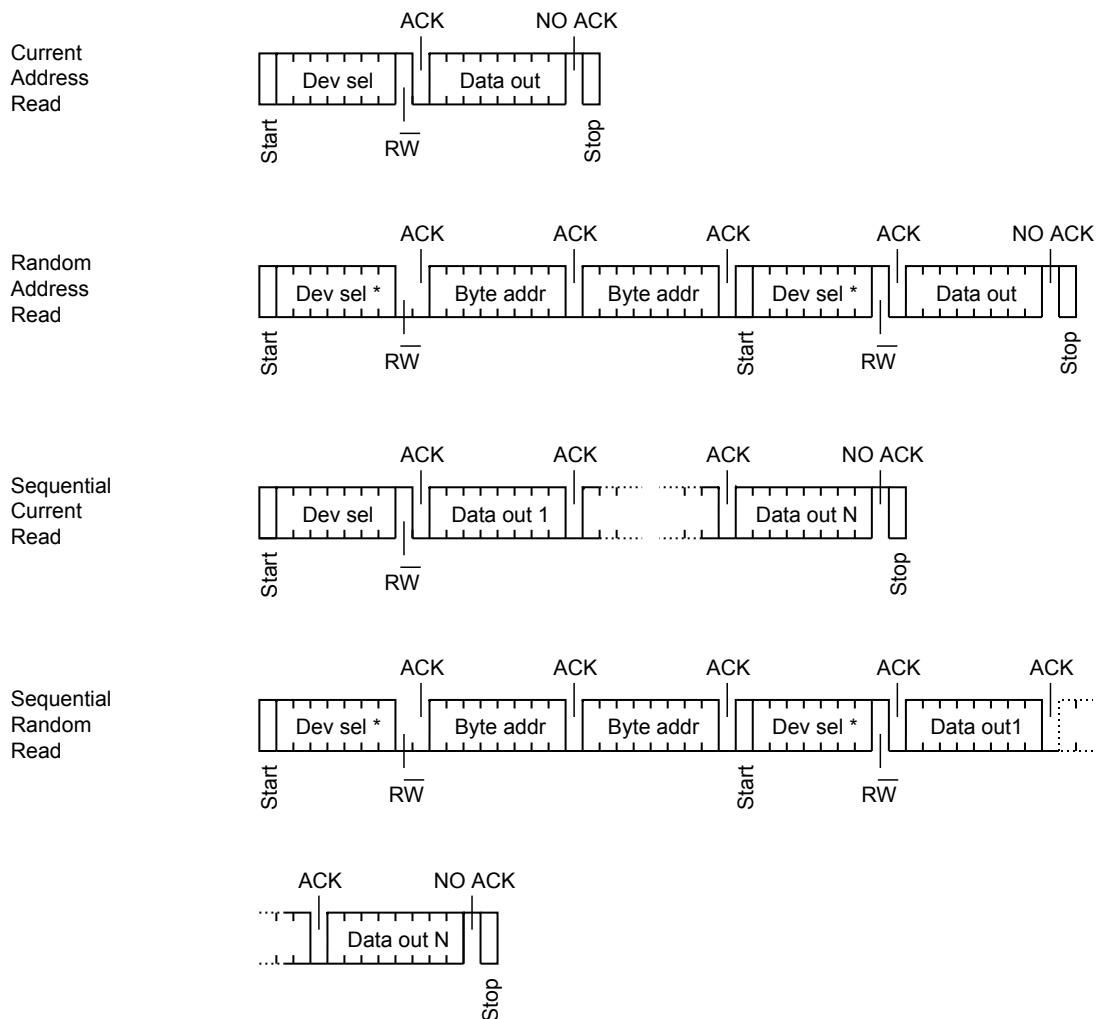 ACK NO ACK
Current
Address
Read
Dev sel Data out
Start
RW
Stop
ACK ACK ACK ACK NO ACK
Random
Address
Read
Dev sel * Byte addr Byte addr Dev sel * Data out
Start
RW
Start
RW
Stop
ACK ACK ACK NO ACK
Sequential
Current
Read
Dev sel Data out 1 Data out N
Start
RW
Stop
ACK ACK ACK ACK ACK
Sequential
Random
Read
Dev sel * Byte addr Byte addr Dev sel * Data out1
Start
RW
Start
RW
ACK NO ACK
Data out N
Stop